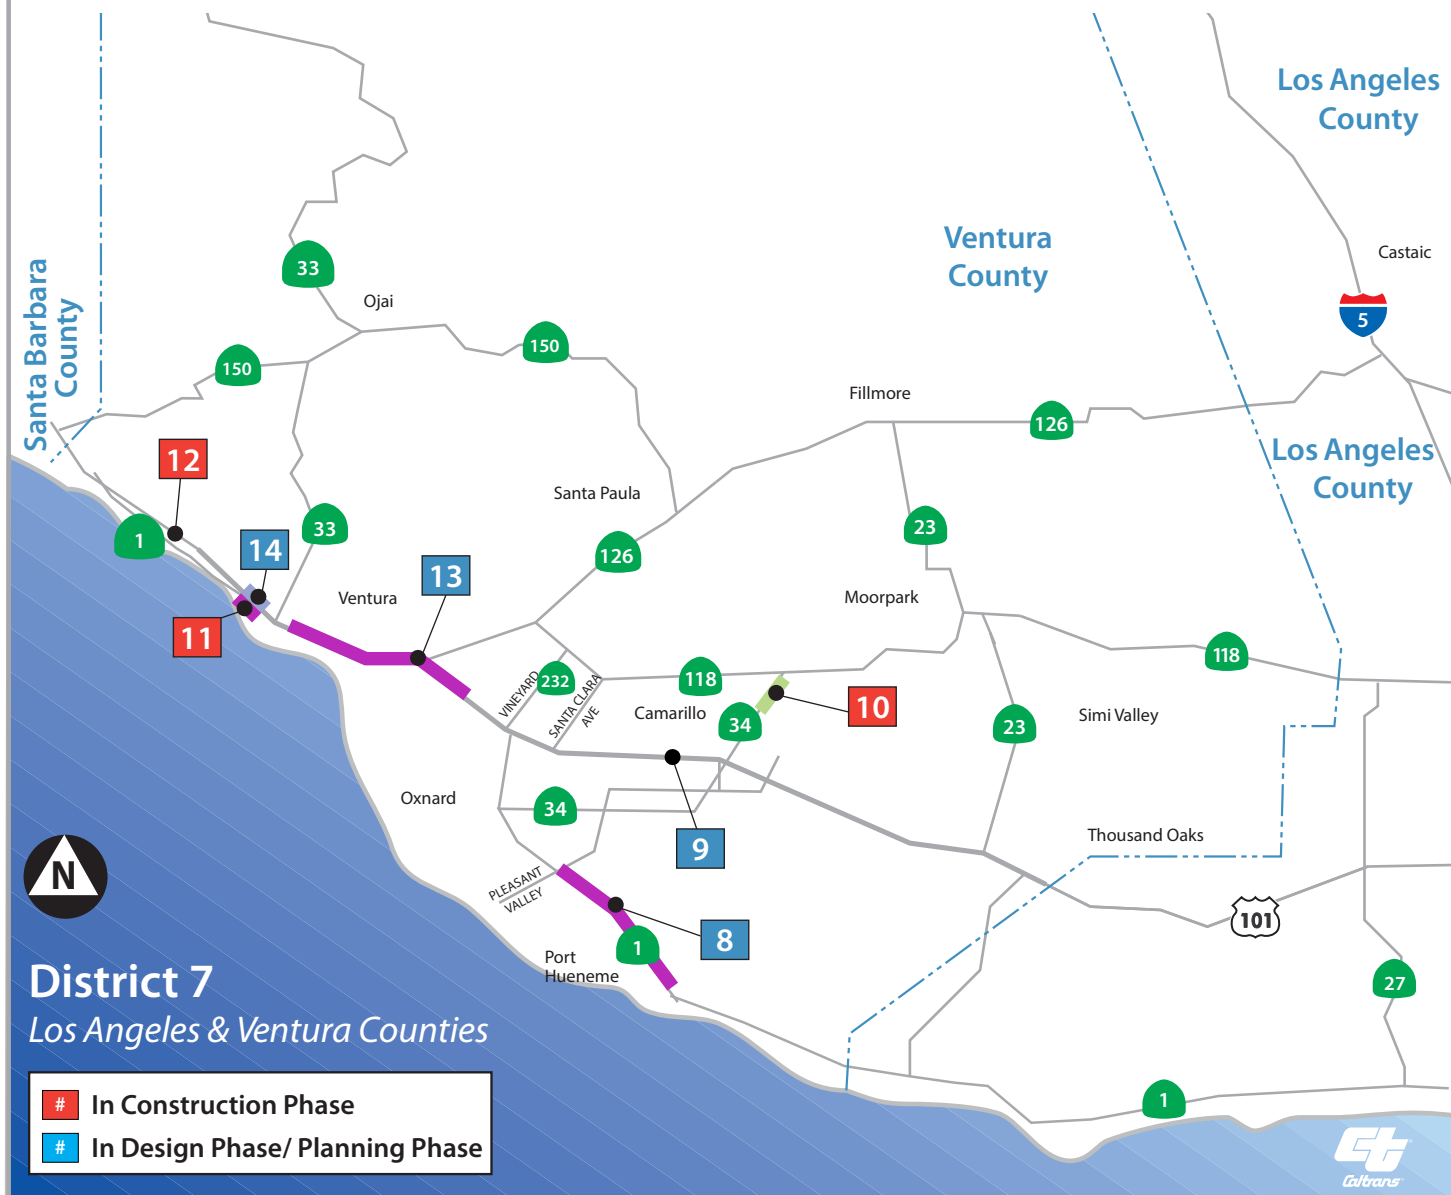 Los Angeles
County
Ventura
County
Castaic
5
Santa Barbara
County
33
Ojai
150
150
Fillmore
126
Los Angeles
County
12
Santa Paula
1
14
33
126
23
13
Ventura
Moorpark
11
118
118
VINEYARD
232
SANTA CLARA
AVE
Camarillo
34
10
23
Simi Valley
Oxnard
34
9
Thousand Oaks
N
PLEASANT
VALLEY
101
8
1
Port
Hueneme
27
District 7
Los Angeles & Ventura Counties
# In Construction Phase
# In Design Phase/ Planning Phase
1
Caltrans